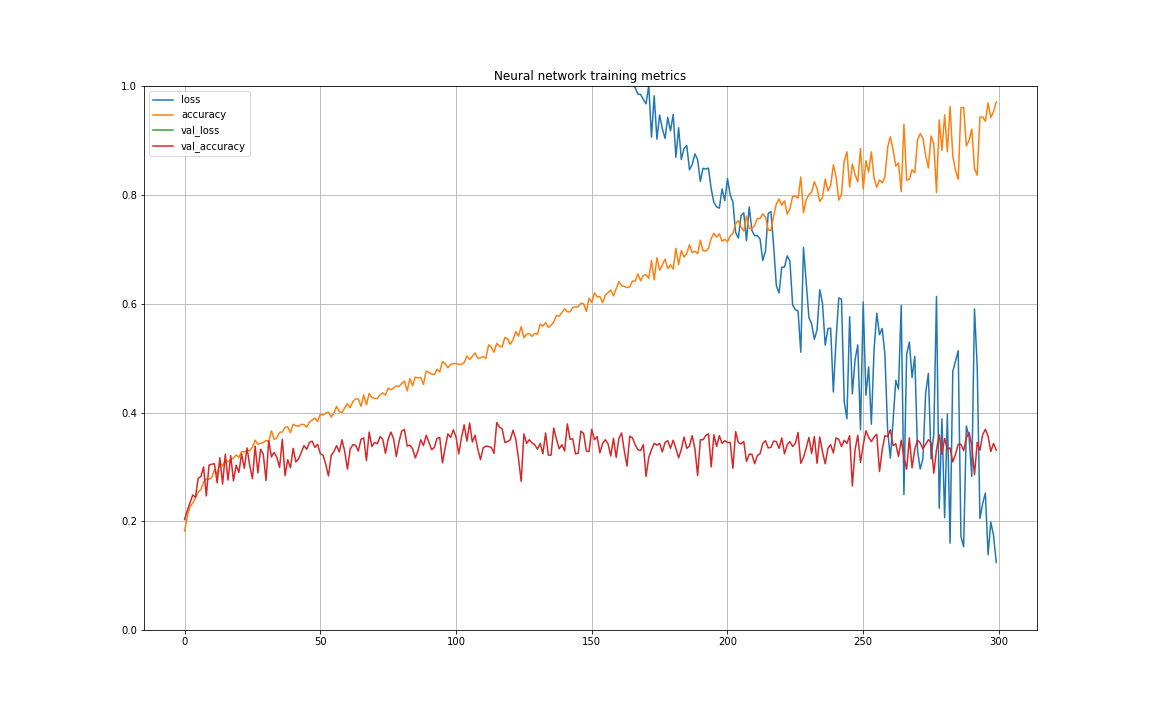 Neural network training metrics
1.0
loss
accuracy
val_loss
val_accuracy
0.8
0.6
0.4
0.2
0.0
0 50 100 150 200 250 300